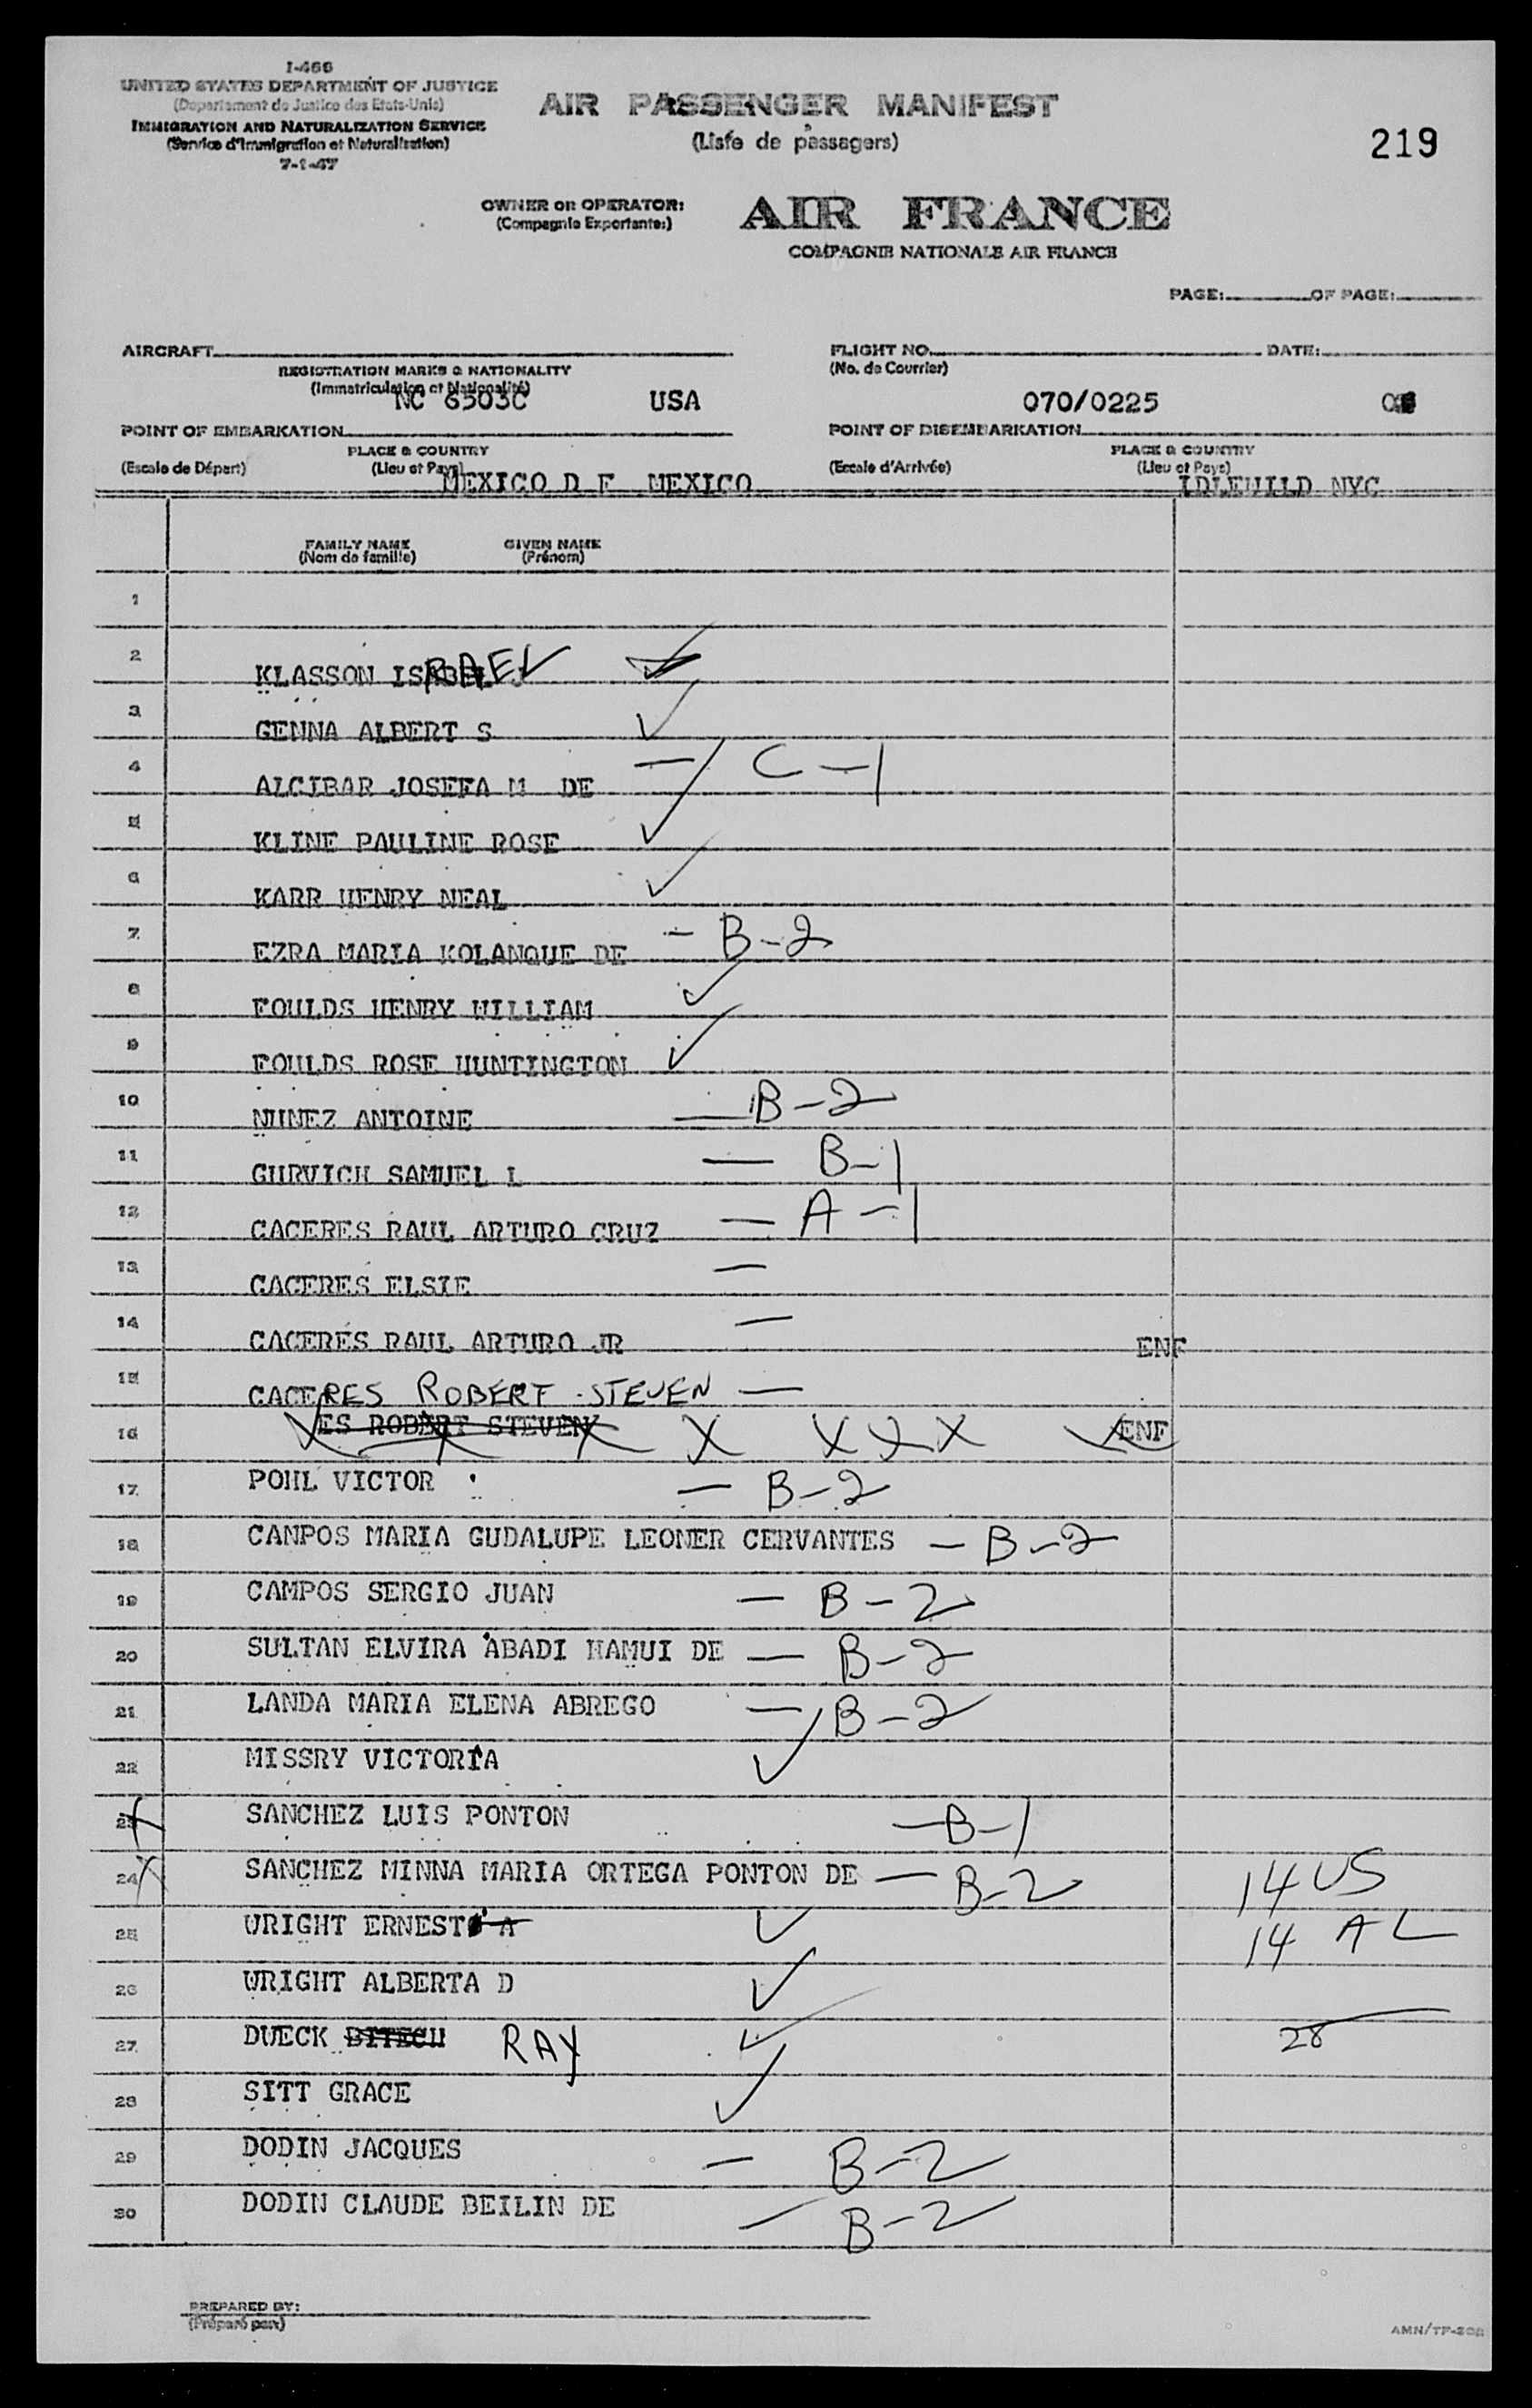 I-466
UNITED STATES DEPARTMENT OF JUSTICE
(Departement de Justice des Etats-Unis)
IMMIGRATION AND NATURALIZATION SERVICE
(Service d'Immigration et Naturalisation)
7-1-47
AIR PASSENGER MANIFEST
(Liste de passagers)
219
OWNER OR OPERATOR:
(Compagnie Exportante:)
AIR FRANCE
COMPAGNIE NATIONALE AIR FRANCE
PAGE: OF PAGE:
AIRCRAFT FLIGHT NO. DATE:
REGISTRATION MARKS & NATIONALITY (No. de Courrier)
(Immatriculation et Nationalité)
NC 6503C USA 070/0225
POINT OF EMBARKATION POINT OF DISEMBARKATION
PLACE & COUNTRY PLACE & COUNTRY
(Escale de Départ) (Lieu et Pays) (Escale d'Arrivée) (Lieu et Pays)
MEXICO D F MEXICO IDLEWILD NYC
FAMILY NAME GIVEN NAME
(Nom de famille) (Prénom)
1
2 KLASSON ISRAEL J
3 GENNA ALBERT S
4 ALCIBAR JOSEFA M DE — C-1
5 KLINE PAULINE ROSE
6 KARR HENRY NEAL
7 EZRA MARIA KOLANQUE DE — B-2
8 FOULDS HENRY WILLIAM
9 FOULDS ROSE HUNTINGTON
10 NUNEZ ANTOINE — B-2
11 GURVICH SAMUEL L — B-1
12 CACERES RAUL ARTURO CRUZ — A-1
13 CACERES ELSIE —
14 CACERES RAUL ARTURO JR — ENF
15 CACERES ROBERT STEVEN —
16 ES ROBERT STEVEN X X X X ENF
17 POHL VICTOR — B-2
18 CANPOS MARIA GUDALUPE LEONER CERVANTES — B-2
19 CAMPOS SERGIO JUAN — B-2
20 SULTAN ELVIRA ABADI HAMUI DE — B-2
21 LANDA MARIA ELENA ABREGO — B-2
22 MISSRY VICTORIA
23 SANCHEZ LUIS PONTON — B-1
24 SANCHEZ MINNA MARIA ORTEGA PONTON DE — B-2 14 US
25 WRIGHT ERNEST A 14 AL
26 WRIGHT ALBERTA D
27 DUECK BITECH RAY 28
28 SITT GRACE
29 DODIN JACQUES — B-2
30 DODIN CLAUDE BEILIN DE — B-2
PREPARED BY:
(Préparé par)